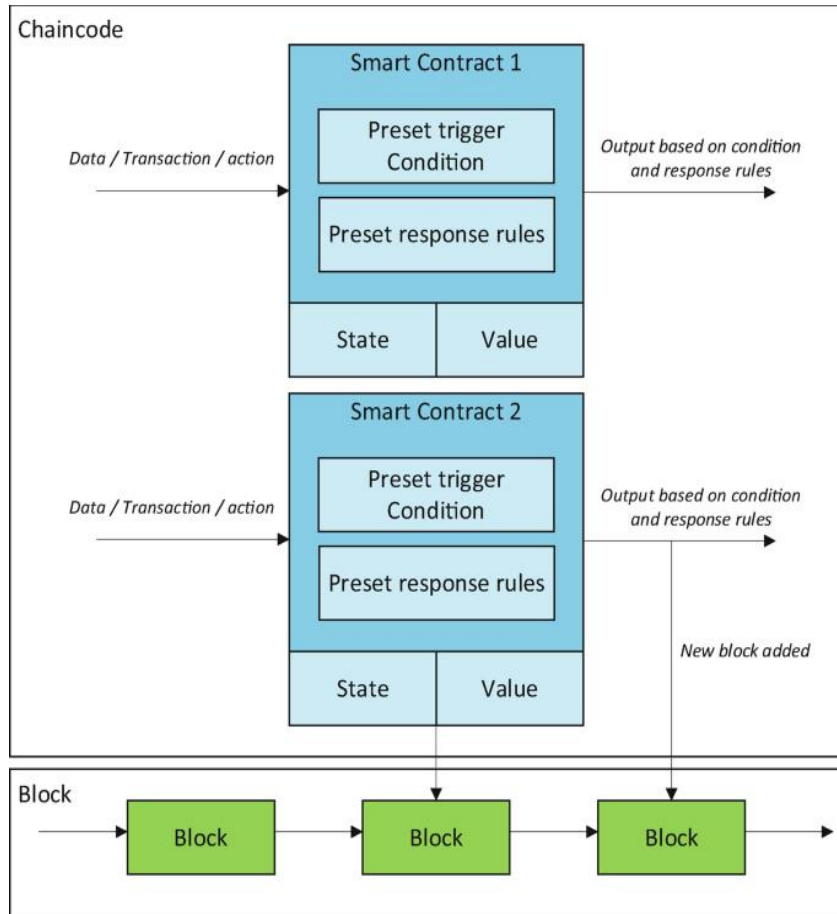 Chaincode
Smart Contract 1
Preset trigger
Condition
Data / Transaction / action
Output based on condition
and response rules
Preset response rules
State
Value
Smart Contract 2
Preset trigger
Condition
Data / Transaction / action
Output based on condition
and response rules
Preset response rules
New block added
State
Value
Block
Block
Block
Block